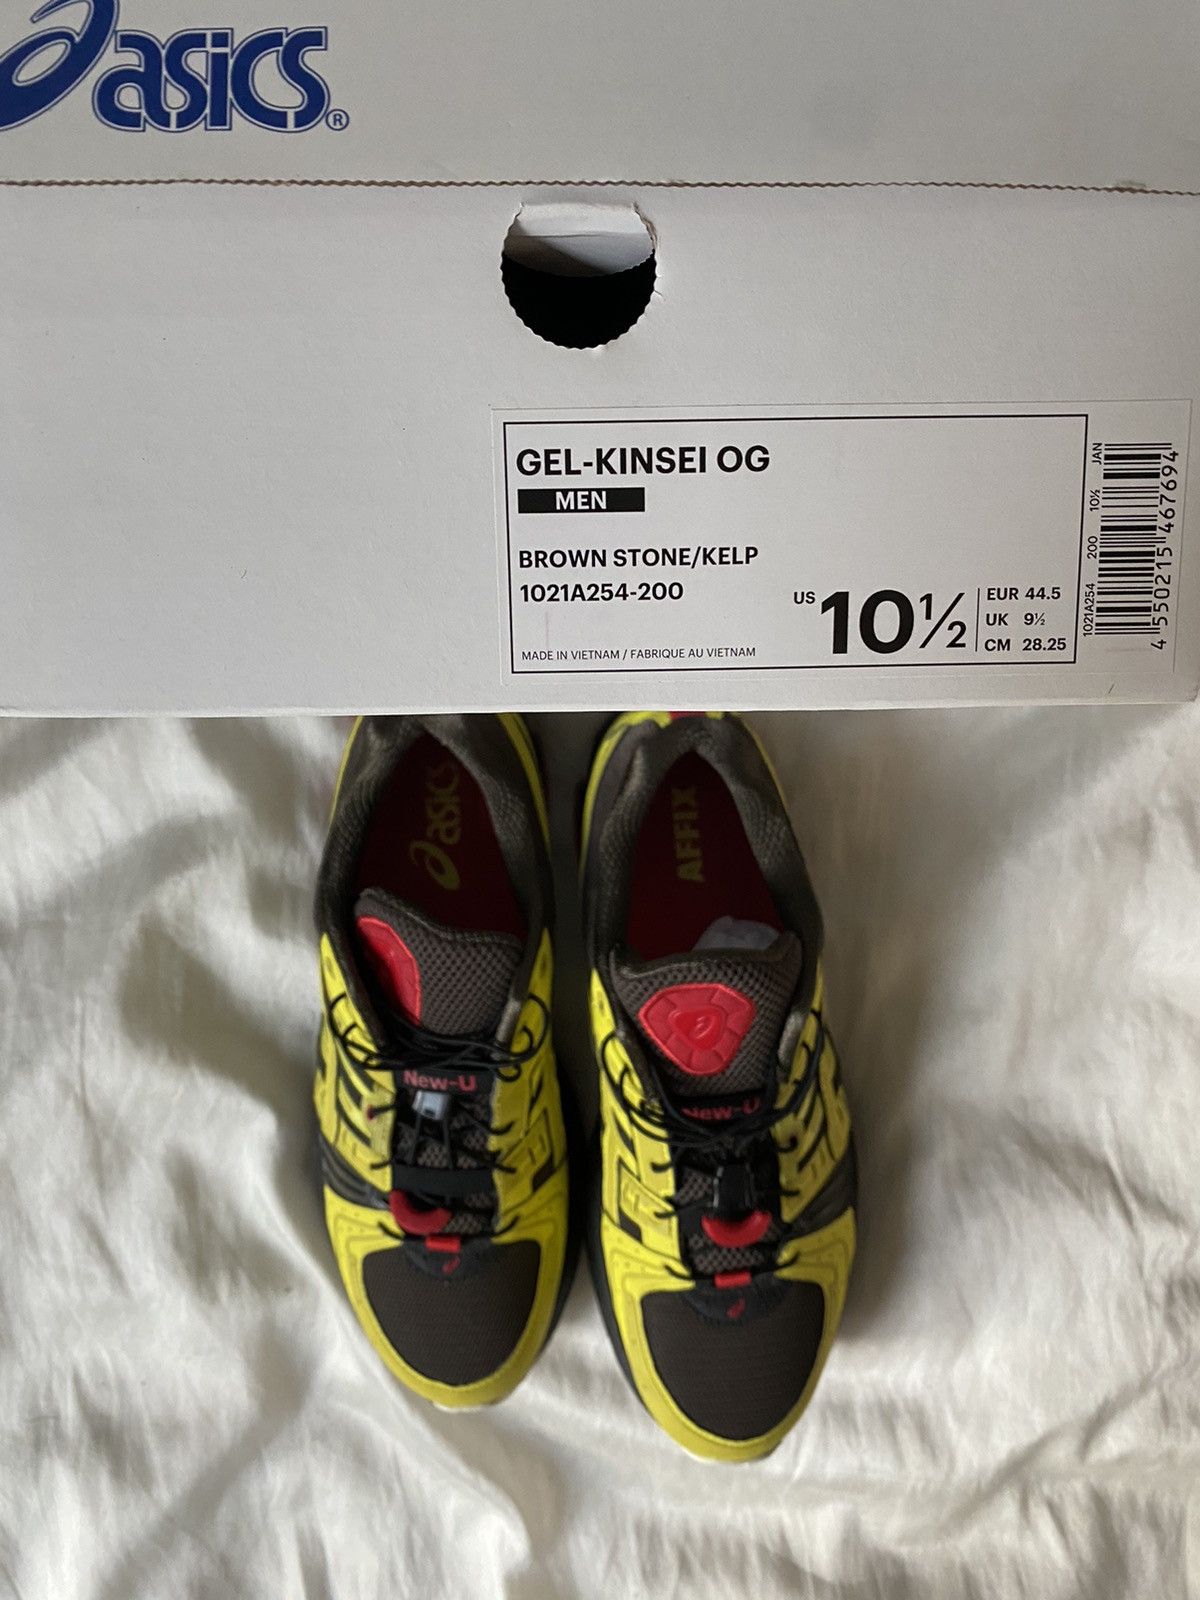 asics®
GEL-KINSEI OG
MEN
BROWN STONE/KELP
1021A254-200
US 10½
EUR 44.5
UK 9½
CM 28.25
MADE IN VIETNAM / FABRIQUE AU VIETNAM
1021A254 200 10½ JAN
4 550215 467694
asics
AFFIX
New-U
New-U